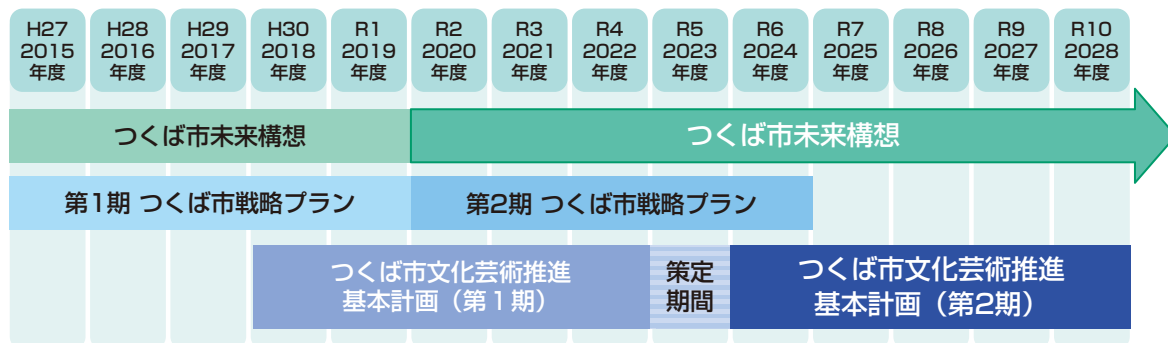 H27
2015
年度
H28
2016
年度
H29
2017
年度
H30
2018
年度
R1
2019
年度
R2
2020
年度
R3
2021
年度
R4
2022
年度
R5
2023
年度
R6
2024
年度
R7
2025
年度
R8
2026
年度
R9
2027
年度
R10
2028
年度
つくば市未来構想
つくば市未来構想
第1期 つくば市戦略プラン
第2期 つくば市戦略プラン
つくば市文化芸術推進
基本計画（第１期）
策定
期間
つくば市文化芸術推進
基本計画（第2期）